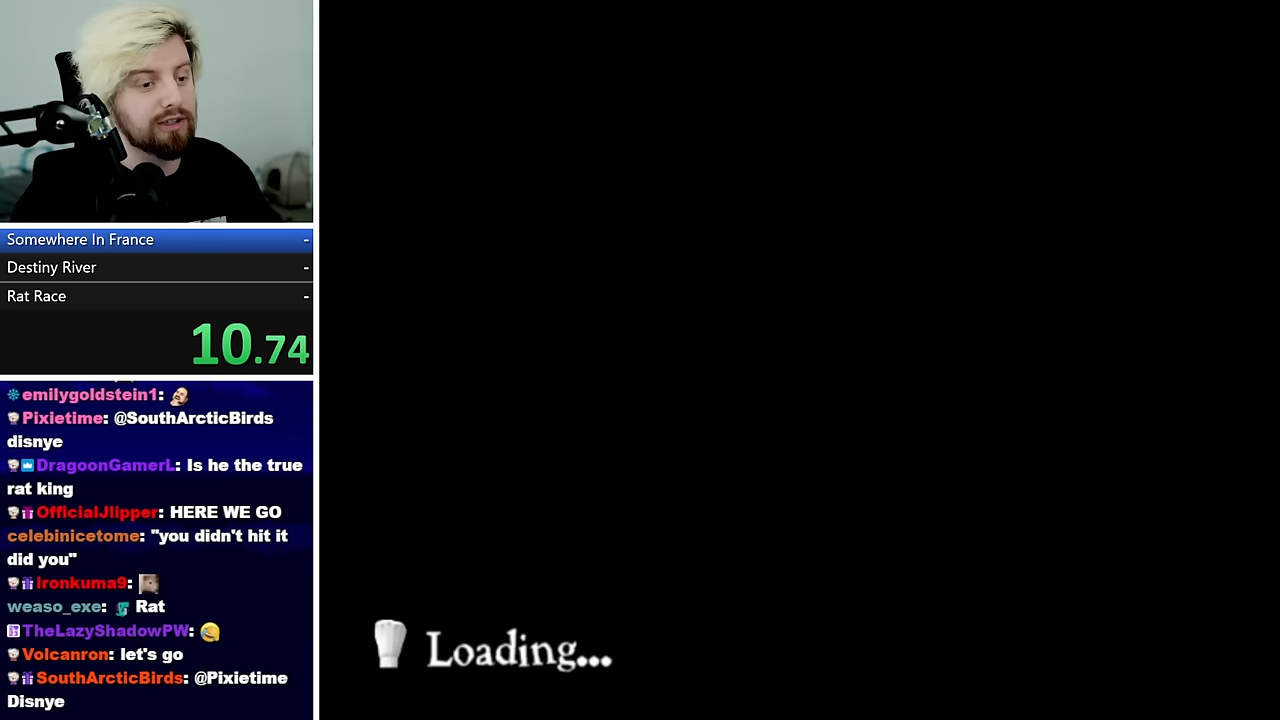 Somewhere In France -
Destiny River -
Rat Race -
10.74
emilygoldstein1:
Pixietime: @SouthArcticBirds
disnye
DragoonGamerL: Is he the true
rat king
OfficialJlipper: HERE WE GO
celebinicetome: "you didn't hit it
did you"
ironkuma9:
weaso_exe: Rat
TheLazyShadowPW:
Volcanron: let's go
SouthArcticBirds: @Pixietime
Disnye
Loading...